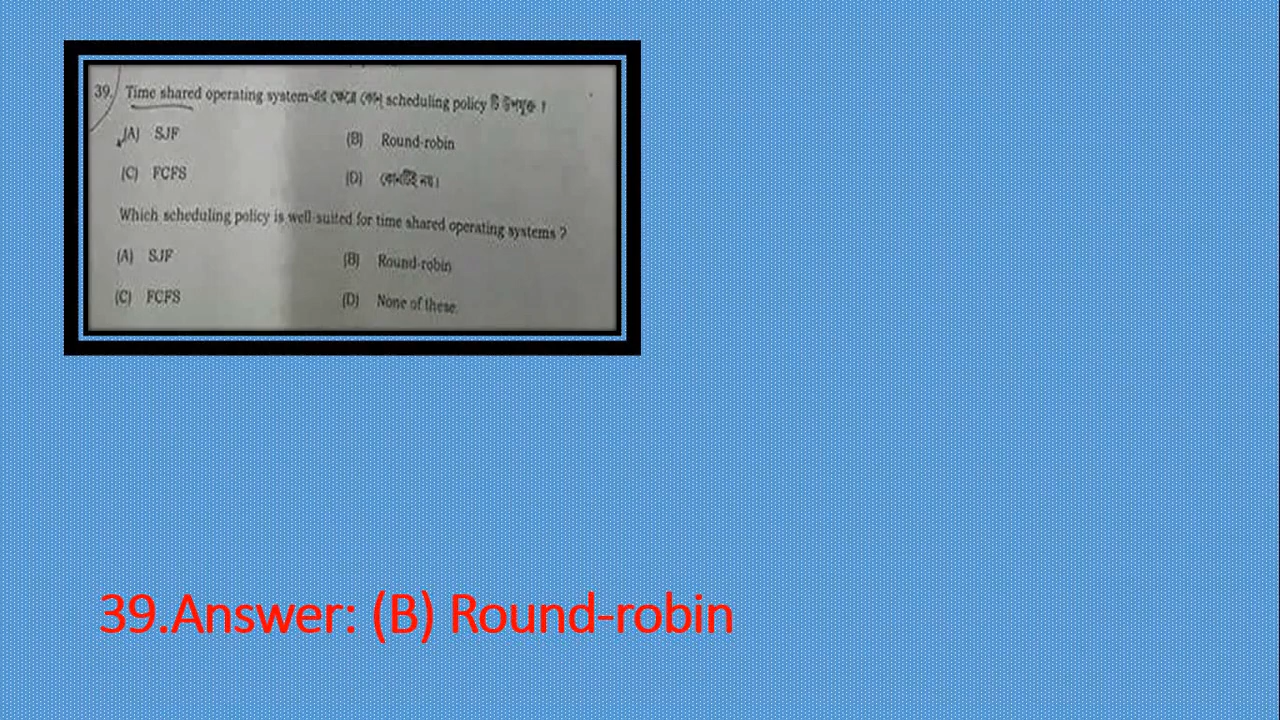 39. Time shared operating system-এর ক্ষেত্রে কোন্ scheduling policy টি উপযুক্ত ?
(A) SJF (B) Round-robin
(C) FCFS (D) কোনটিই নয়।
Which scheduling policy is well-suited for time shared operating systems ?
(A) SJF (B) Round-robin
(C) FCFS (D) None of these
39.Answer: (B) Round-robin